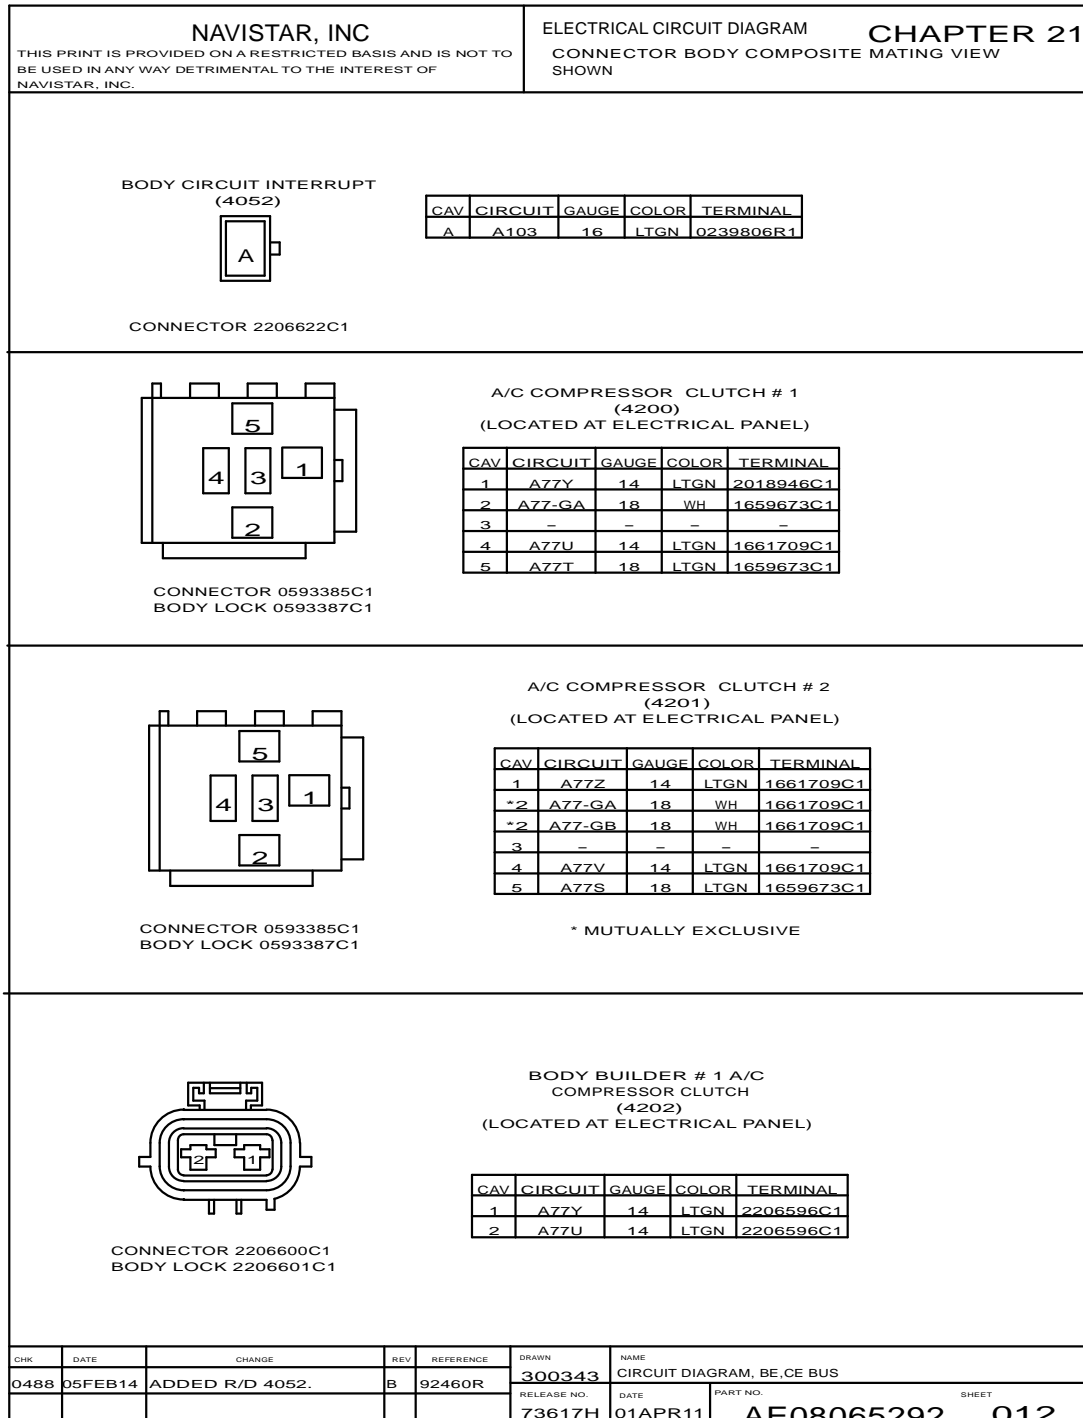 NAVISTAR, INC
THIS PRINT IS PROVIDED ON A RESTRICTED BASIS AND IS NOT TO
BE USED IN ANY WAY DETRIMENTAL TO THE INTEREST OF
NAVISTAR, INC.
ELECTRICAL CIRCUIT DIAGRAM CHAPTER 21
CONNECTOR BODY COMPOSITE MATING VIEW
SHOWN
BODY CIRCUIT INTERRUPT
(4052)
A
CONNECTOR 2206622C1
CAV CIRCUIT GAUGE COLOR TERMINAL
A A103 16 LTGN 0239806R1
5
4 3 1
2
CONNECTOR 0593385C1
BODY LOCK 0593387C1
A/C COMPRESSOR CLUTCH # 1
(4200)
(LOCATED AT ELECTRICAL PANEL)
CAV CIRCUIT GAUGE COLOR TERMINAL
1 A77Y 14 LTGN 2018946C1
2 A77-GA 18 WH 1659673C1
3 – – – –
4 A77U 14 LTGN 1661709C1
5 A77T 18 LTGN 1659673C1
5
4 3 1
2
CONNECTOR 0593385C1
BODY LOCK 0593387C1
A/C COMPRESSOR CLUTCH # 2
(4201)
(LOCATED AT ELECTRICAL PANEL)
CAV CIRCUIT GAUGE COLOR TERMINAL
1 A77Z 14 LTGN 1661709C1
*2 A77-GA 18 WH 1661709C1
*2 A77-GB 18 WH 1661709C1
3 – – – –
4 A77V 14 LTGN 1661709C1
5 A77S 18 LTGN 1659673C1
* MUTUALLY EXCLUSIVE
2 1
CONNECTOR 2206600C1
BODY LOCK 2206601C1
BODY BUILDER # 1 A/C
COMPRESSOR CLUTCH
(4202)
(LOCATED AT ELECTRICAL PANEL)
CAV CIRCUIT GAUGE COLOR TERMINAL
1 A77Y 14 LTGN 2206596C1
2 A77U 14 LTGN 2206596C1
CHK DATE CHANGE REV REFERENCE
0488 05FEB14 ADDED R/D 4052. B 92460R
DRAWN
300343
NAME
CIRCUIT DIAGRAM, BE,CE BUS
RELEASE NO. DATE PART NO. SHEET
73617H 01APR11 AE08065292 012